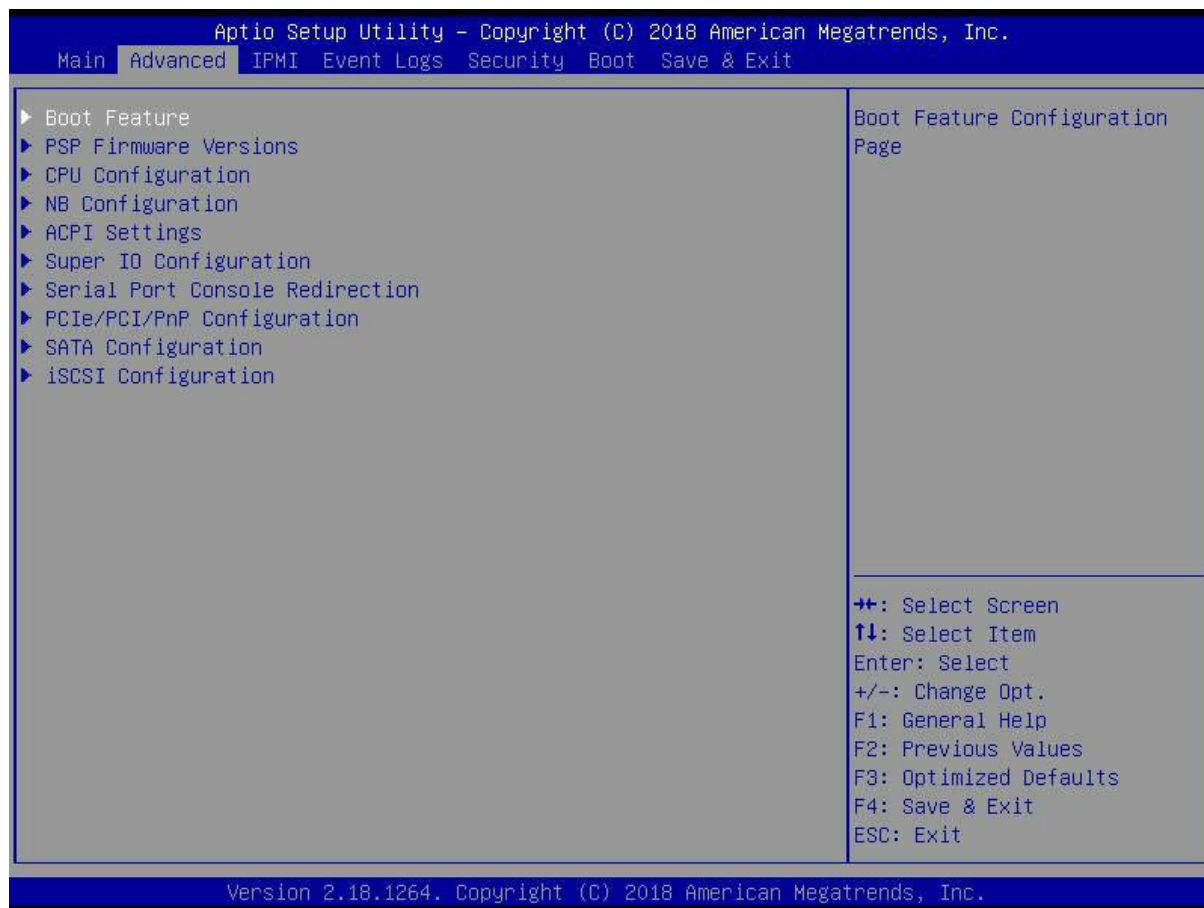 Aptio Setup Utility – Copyright (C) 2018 American Megatrends, Inc.
Main Advanced IPMI Event Logs Security Boot Save & Exit
▶ Boot Feature
▶ PSP Firmware Versions
▶ CPU Configuration
▶ NB Configuration
▶ ACPI Settings
▶ Super IO Configuration
▶ Serial Port Console Redirection
▶ PCIe/PCI/PnP Configuration
▶ SATA Configuration
▶ iSCSI Configuration
Boot Feature Configuration
Page
→←: Select Screen
↑↓: Select Item
Enter: Select
+/-: Change Opt.
F1: General Help
F2: Previous Values
F3: Optimized Defaults
F4: Save & Exit
ESC: Exit
Version 2.18.1264. Copyright (C) 2018 American Megatrends, Inc.